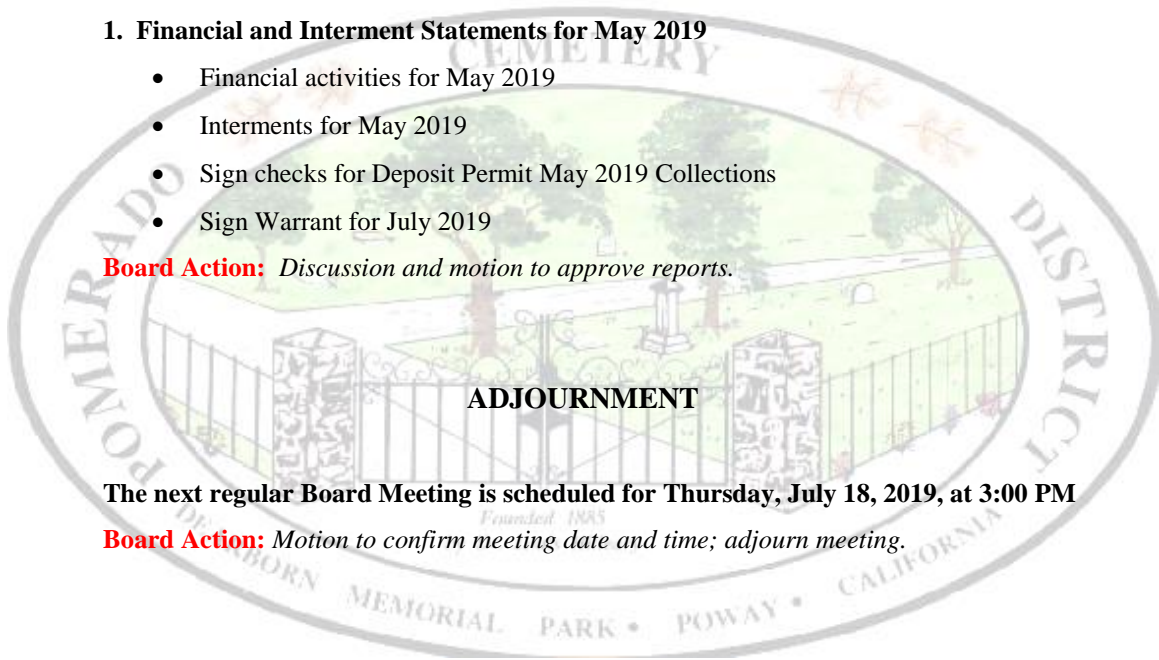 1. Financial and Interment Statements for May 2019
• Financial activities for May 2019
• Interments for May 2019
• Sign checks for Deposit Permit May 2019 Collections
• Sign Warrant for July 2019
Board Action: Discussion and motion to approve reports.
ADJOURNMENT
The next regular Board Meeting is scheduled for Thursday, July 18, 2019, at 3:00 PM
Board Action: Motion to confirm meeting date and time; adjourn meeting.
POMERADO CEMETERY DISTRICT
Founded 1885
DEARBORN MEMORIAL PARK • POWAY • CALIFORNIA